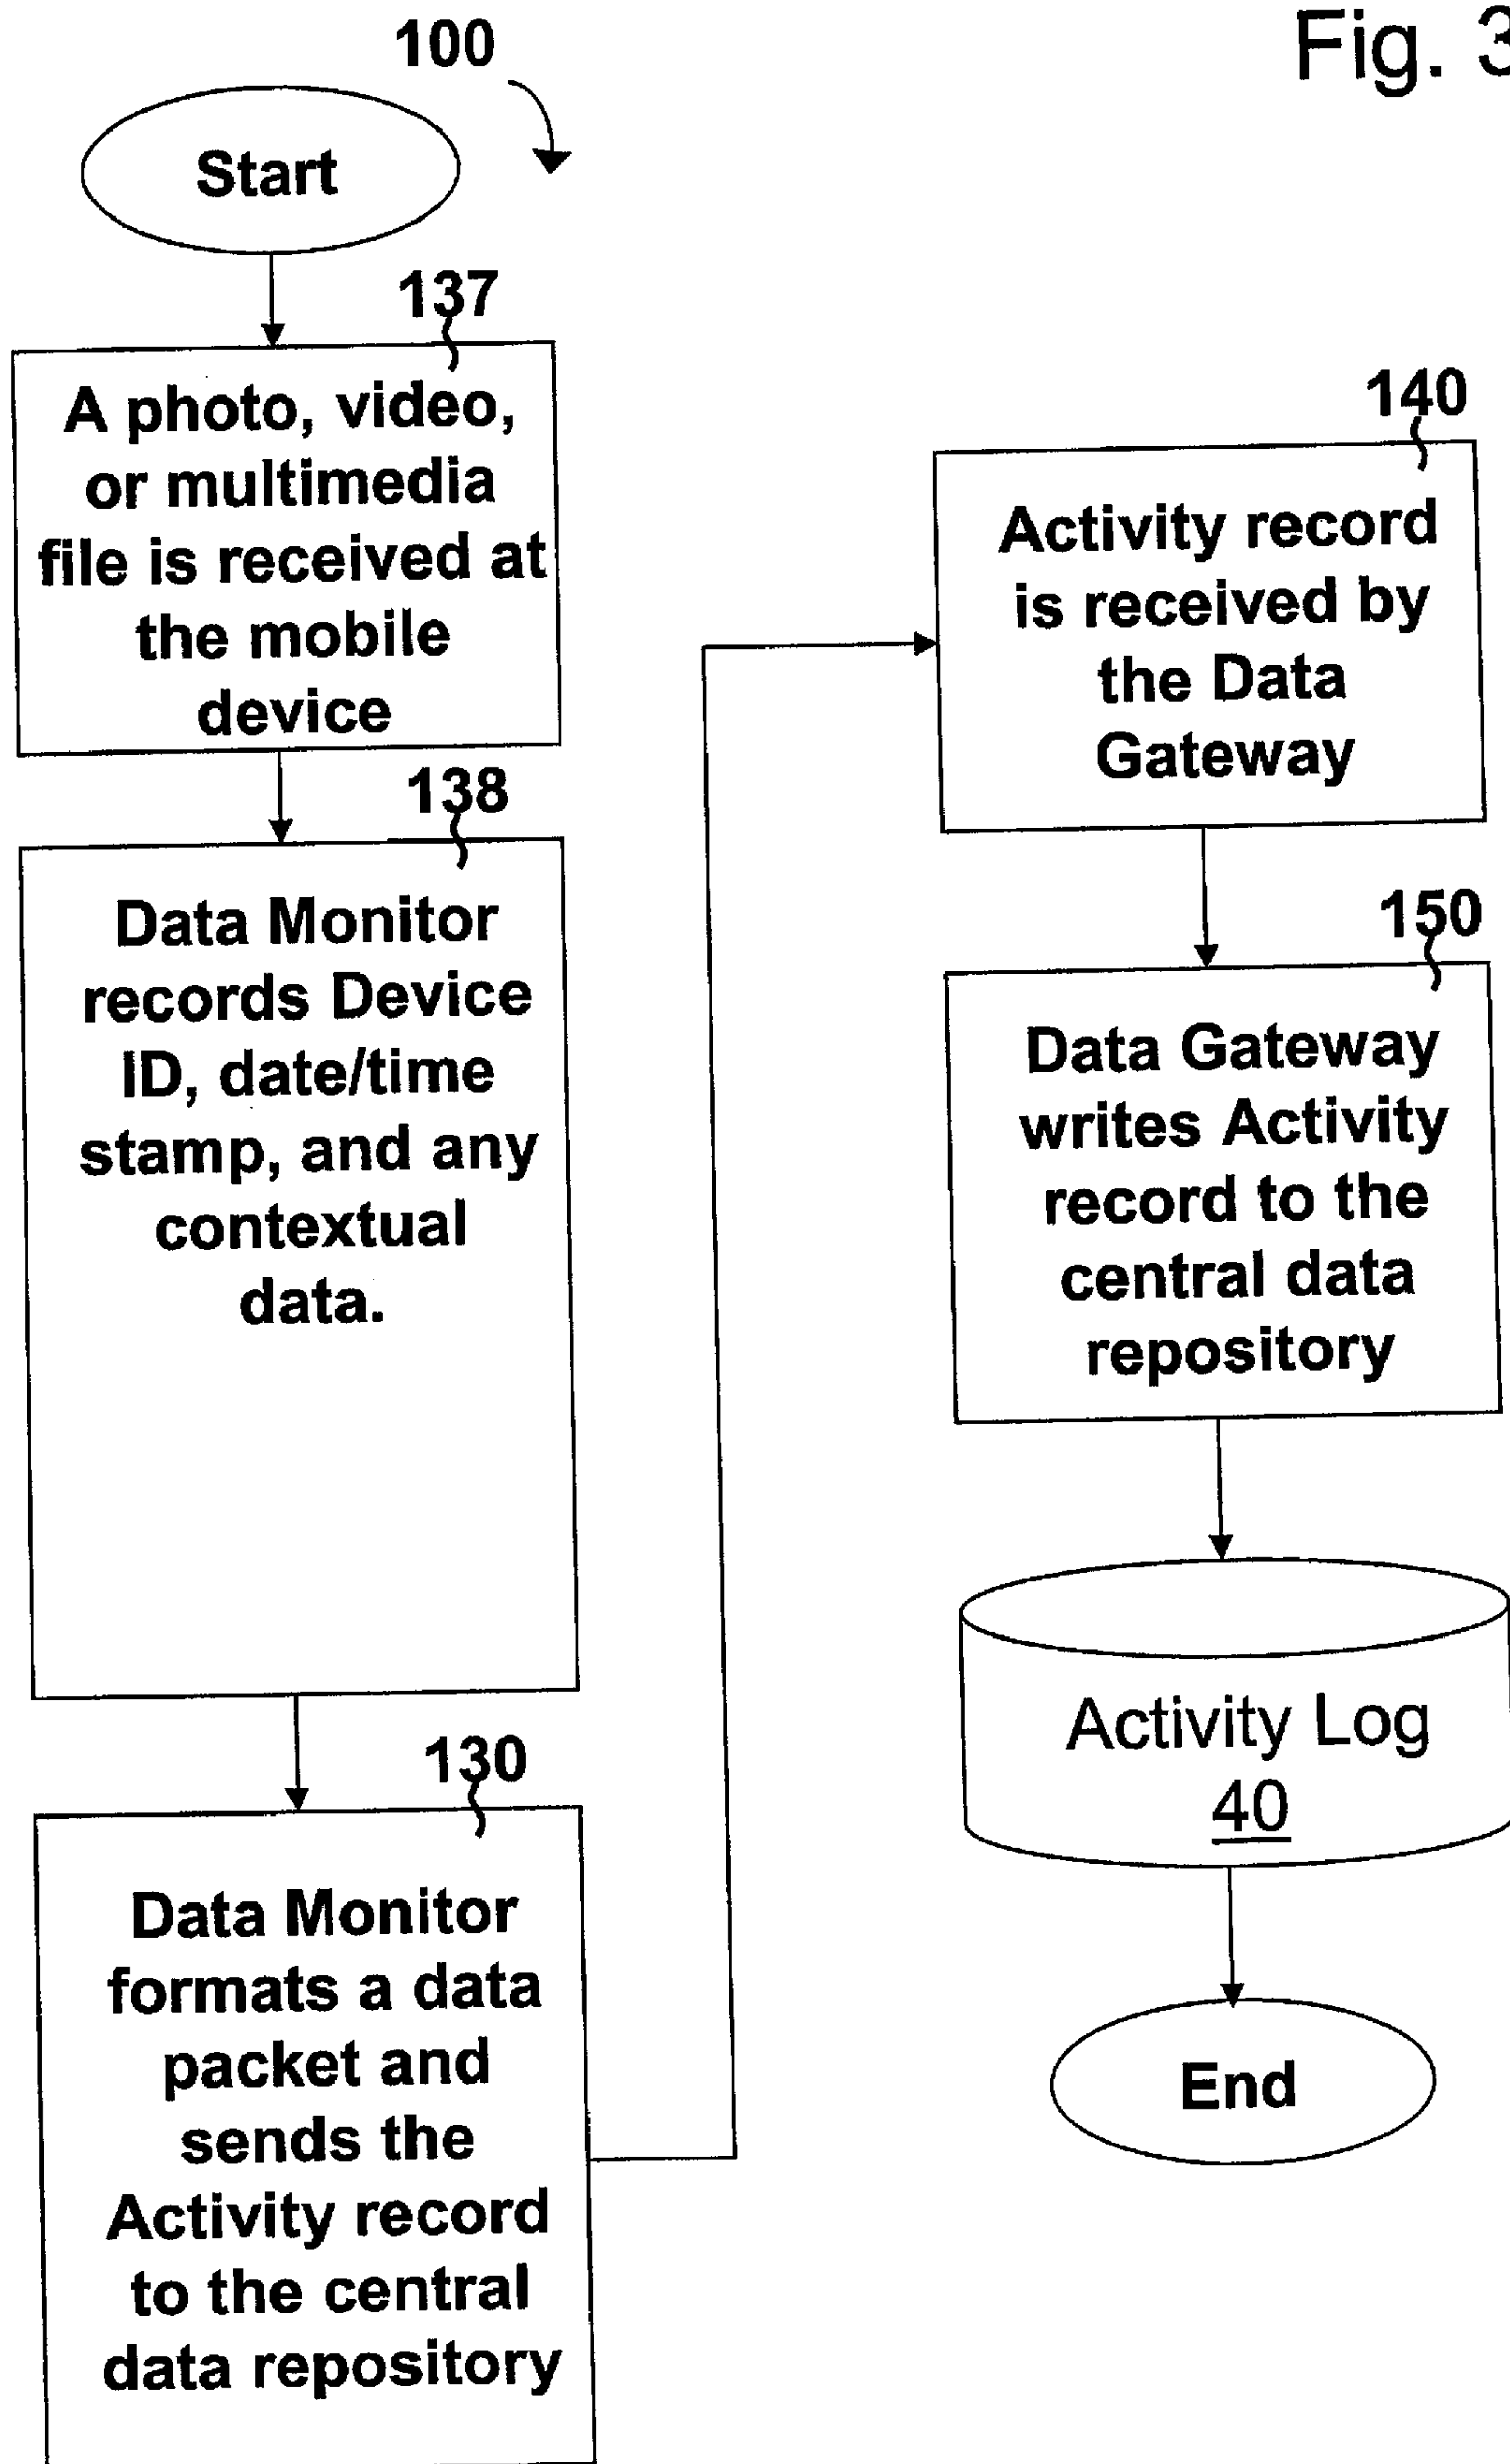 Fig. 3
100
Start
137
A photo, video,
or multimedia
file is received at
the mobile
device
138
Data Monitor
records Device
ID, date/time
stamp, and any
contextual
data.
130
Data Monitor
formats a data
packet and
sends the
Activity record
to the central
data repository
140
Activity record
is received by
the Data
Gateway
150
Data Gateway
writes Activity
record to the
central data
repository
Activity Log
40
End